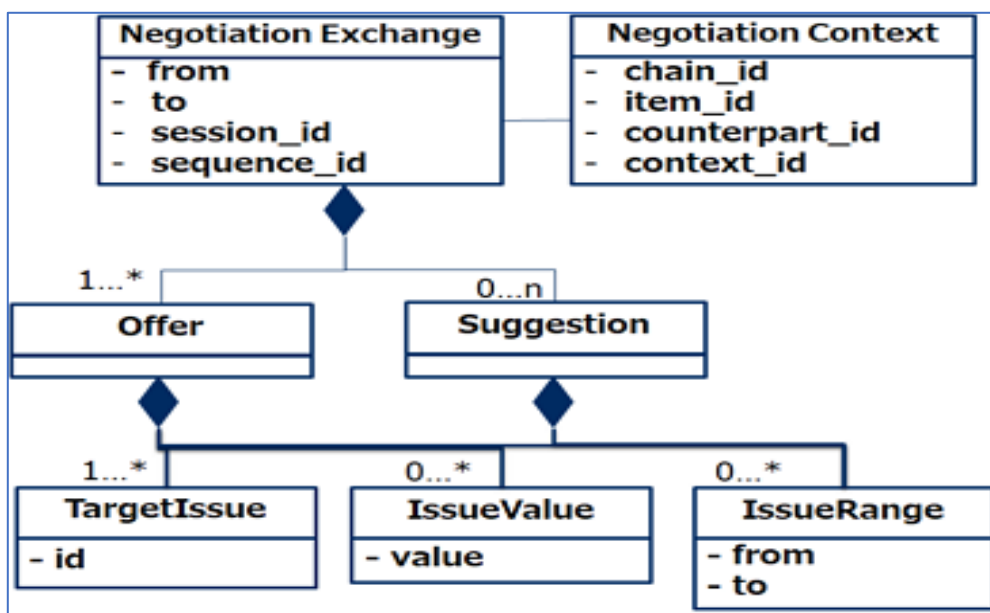 Negotiation Exchange
- from
- to
- session_id
- sequence_id
Negotiation Context
- chain_id
- item_id
- counterpart_id
- context_id
1...*
0...n
Offer
Suggestion
1...*
0...*
0...*
TargetIssue
- id
IssueValue
- value
IssueRange
- from
- to